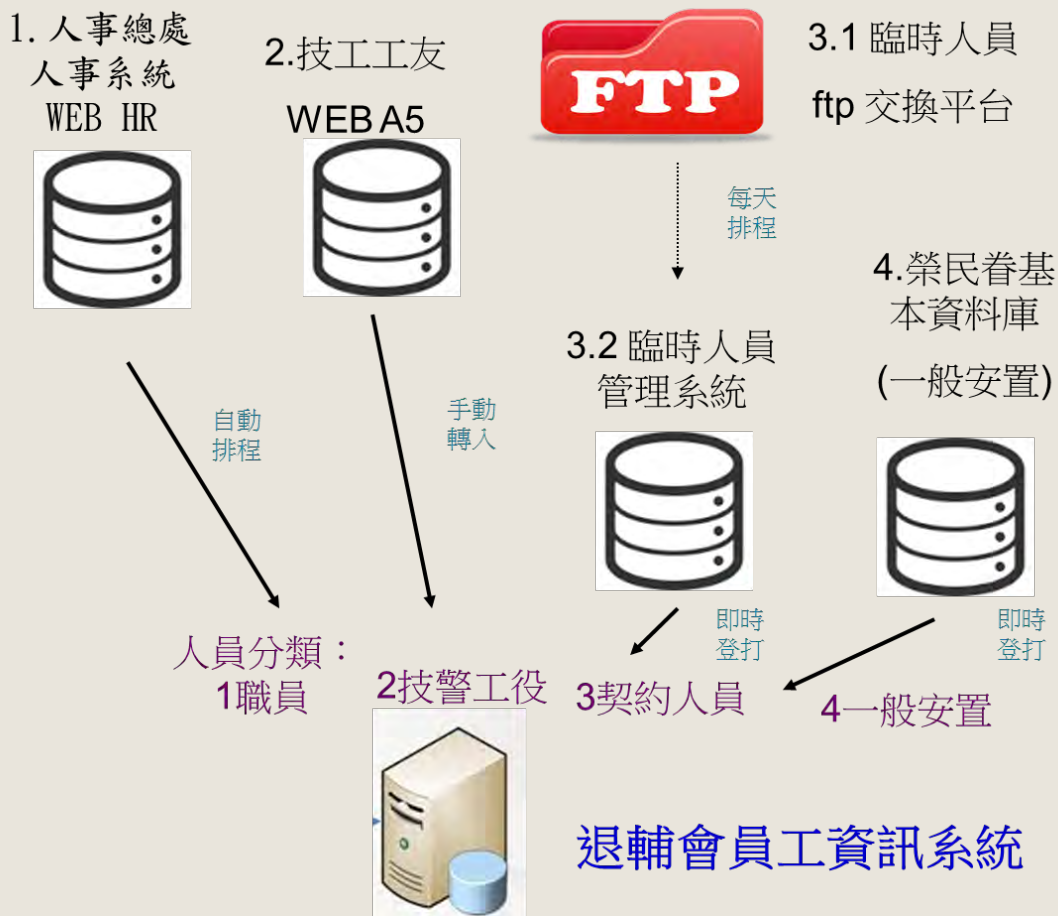 1. 人事總處
人事系統
WEB HR
2.技工工友
WEB A5
FTP
3.1 臨時人員
ftp 交換平台
每天
排程
4.榮民眷基
本資料庫
(一般安置)
3.2 臨時人員
管理系統
自動
排程
手動
轉入
即時
登打
即時
登打
人員分類：
1職員
2技警工役
3契約人員
4一般安置
退輔會員工資訊系統